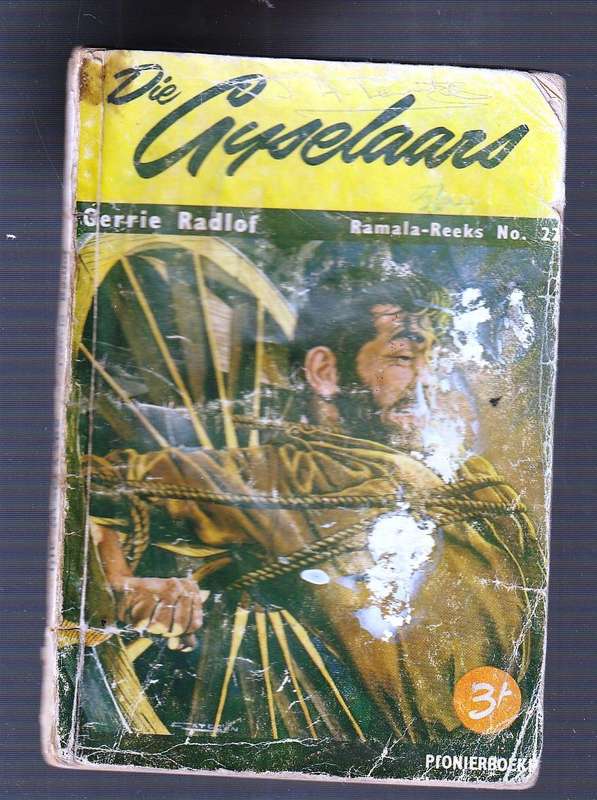 Die
Gyselaars
Gerrie Radlof
Ramala-Reeks No. 27
3/-
PIONIERBOEK